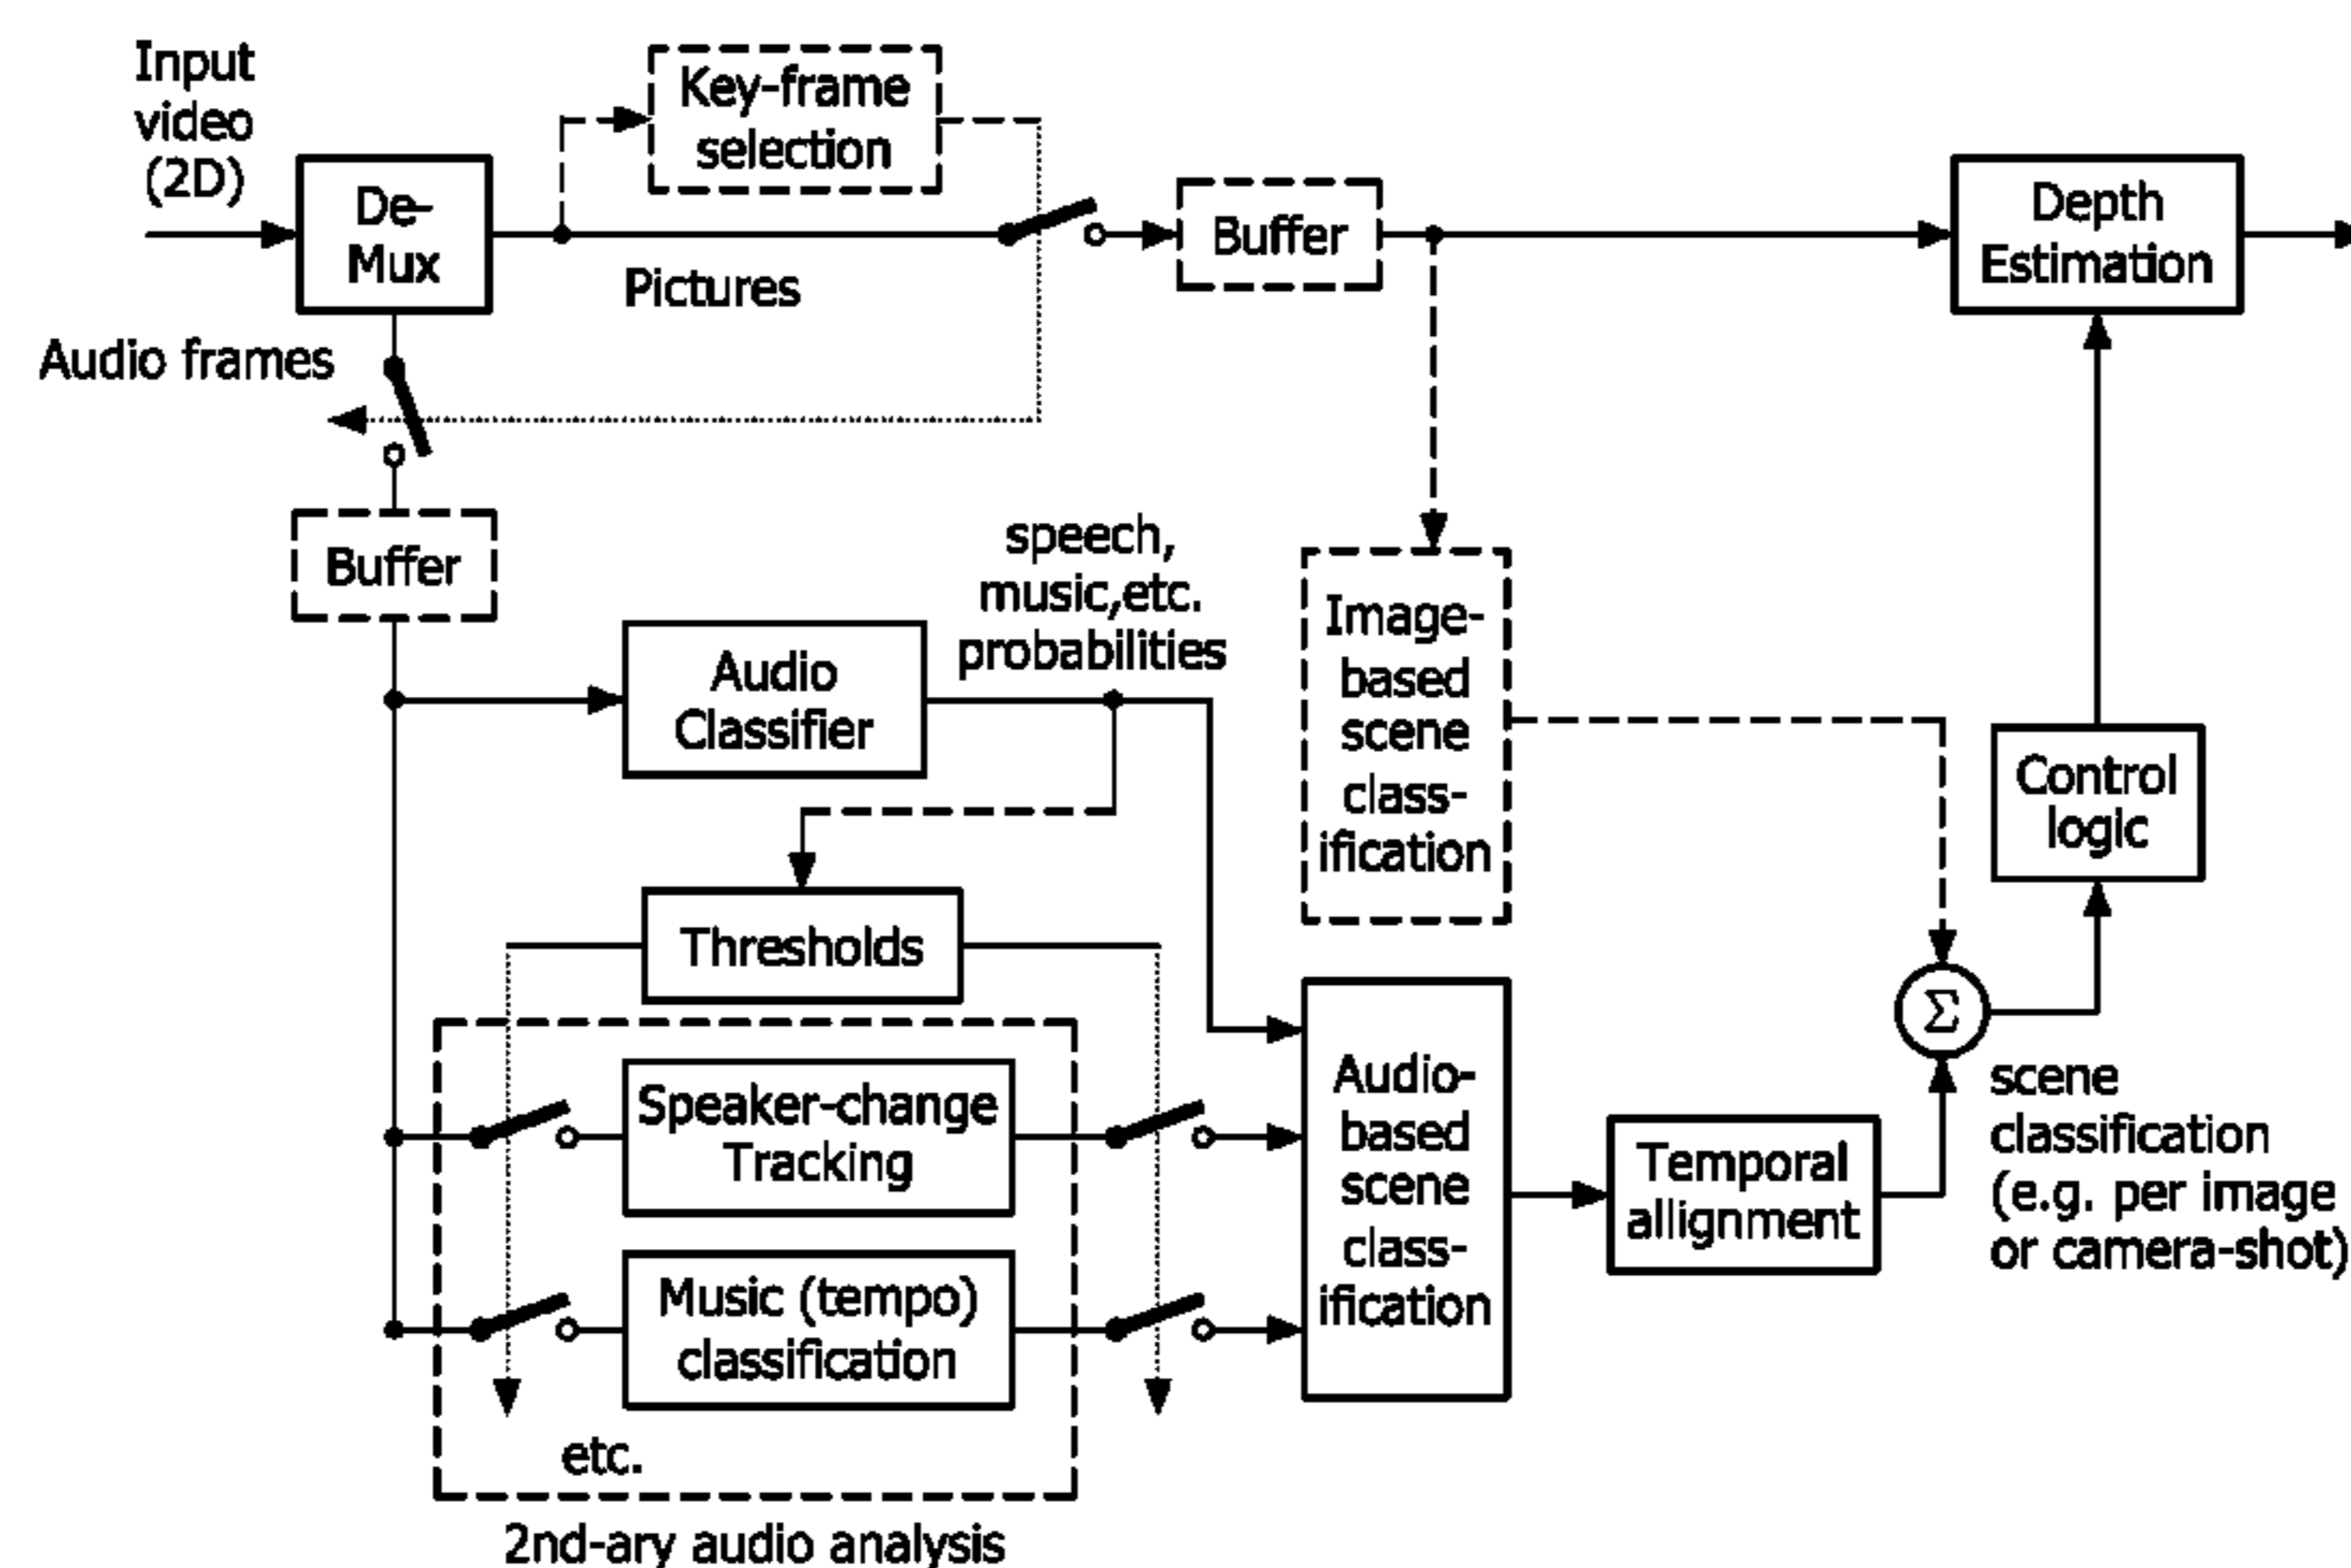 Input
video
(2D)
De-
Mux
Key-frame
selection
Pictures
Buffer
Depth
Estimation
Audio frames
Buffer
Audio
Classifier
speech,
music,etc.
probabilities
Image-
based
scene
class-
ification
Control
logic
Thresholds
Σ
Speaker-change
Tracking
Music (tempo)
classification
etc.
2nd-ary audio analysis
Audio-
based
scene
class-
ification
Temporal
allignment
scene
classification
(e.g. per image
or camera-shot)